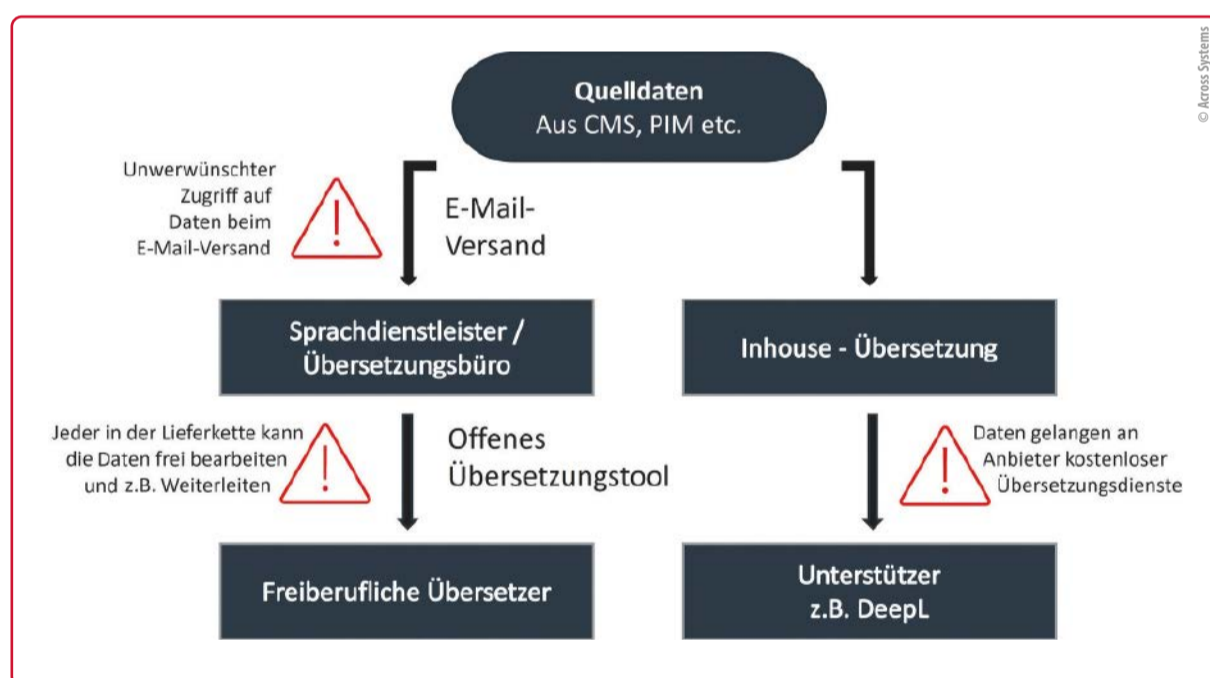 © Across Systems
Quelldaten
Aus CMS, PIM etc.
Unwerwünschter
Zugriff auf
Daten beim
E-Mail-Versand
E-Mail-
Versand
Sprachdienstleister /
Übersetzungsbüro
Inhouse - Übersetzung
Jeder in der Lieferkette kann
die Daten frei bearbeiten
und z.B. Weiterleiten
Offenes
Übersetzungstool
Daten gelangen an
Anbieter kostenloser
Übersetzungsdienste
Freiberufliche Übersetzer
Unterstützer
z.B. DeepL